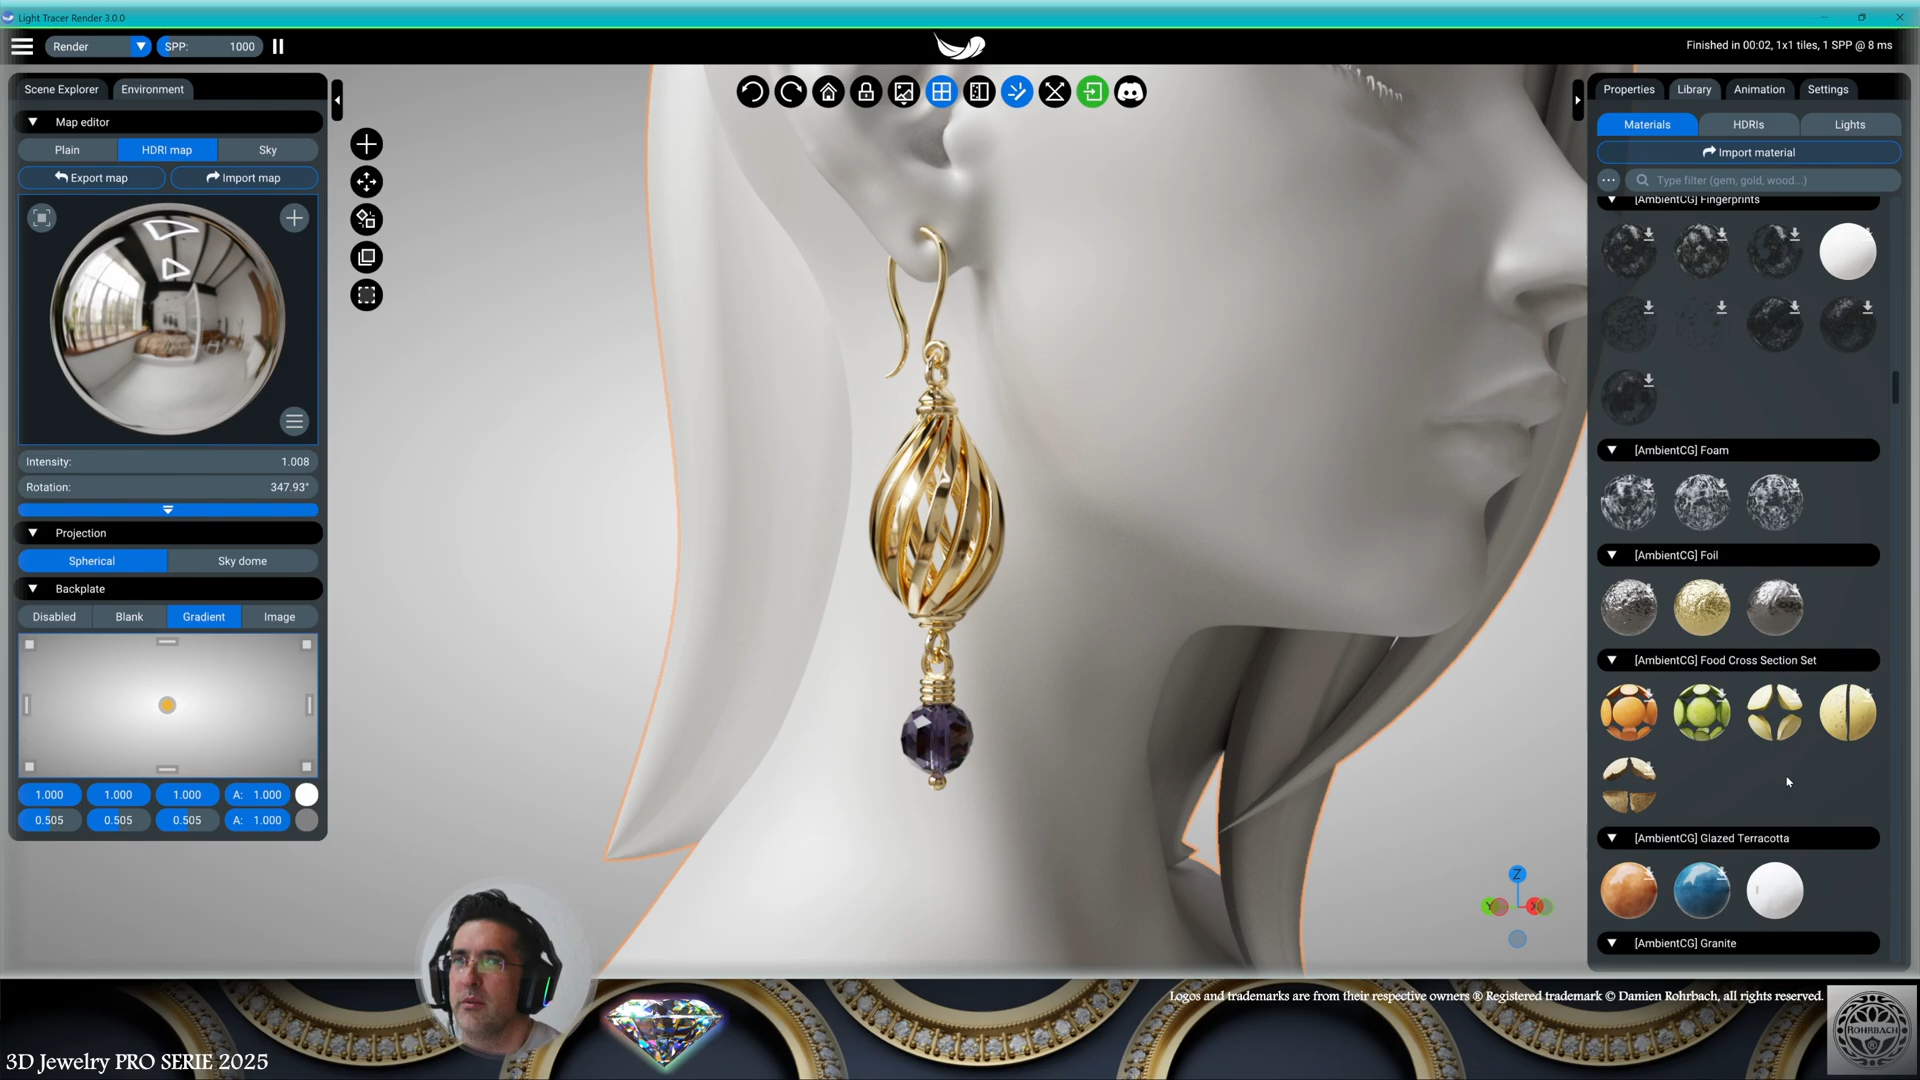 Light Tracer Render 3.0.0
Render
SPP: 1000
Finished in 00:02, 1x1 tiles, 1 SPP @ 8 ms
Scene Explorer
Environment
Map editor
Plain
HDRI map
Sky
Export map
Import map
Intensity: 1.008
Rotation: 347.93°
Projection
Spherical
Sky dome
Backplate
Disabled
Blank
Gradient
Image
1.000 1.000 1.000 A: 1.000
0.505 0.505 0.505 A: 1.000
Properties
Library
Animation
Settings
Materials
HDRIs
Lights
Import material
Type filter (gem, gold, wood...)
[AmbientCG] Fingerprints
[AmbientCG] Foam
[AmbientCG] Foil
[AmbientCG] Food Cross Section Set
[AmbientCG] Glazed Terracotta
[AmbientCG] Granite
Z
Y
X
Logos and trademarks are from their respective owners ® Registered trademark © Damien Rohrbach, all rights reserved.
ROHRBACH
3D Jewelry PRO SERIE 2025